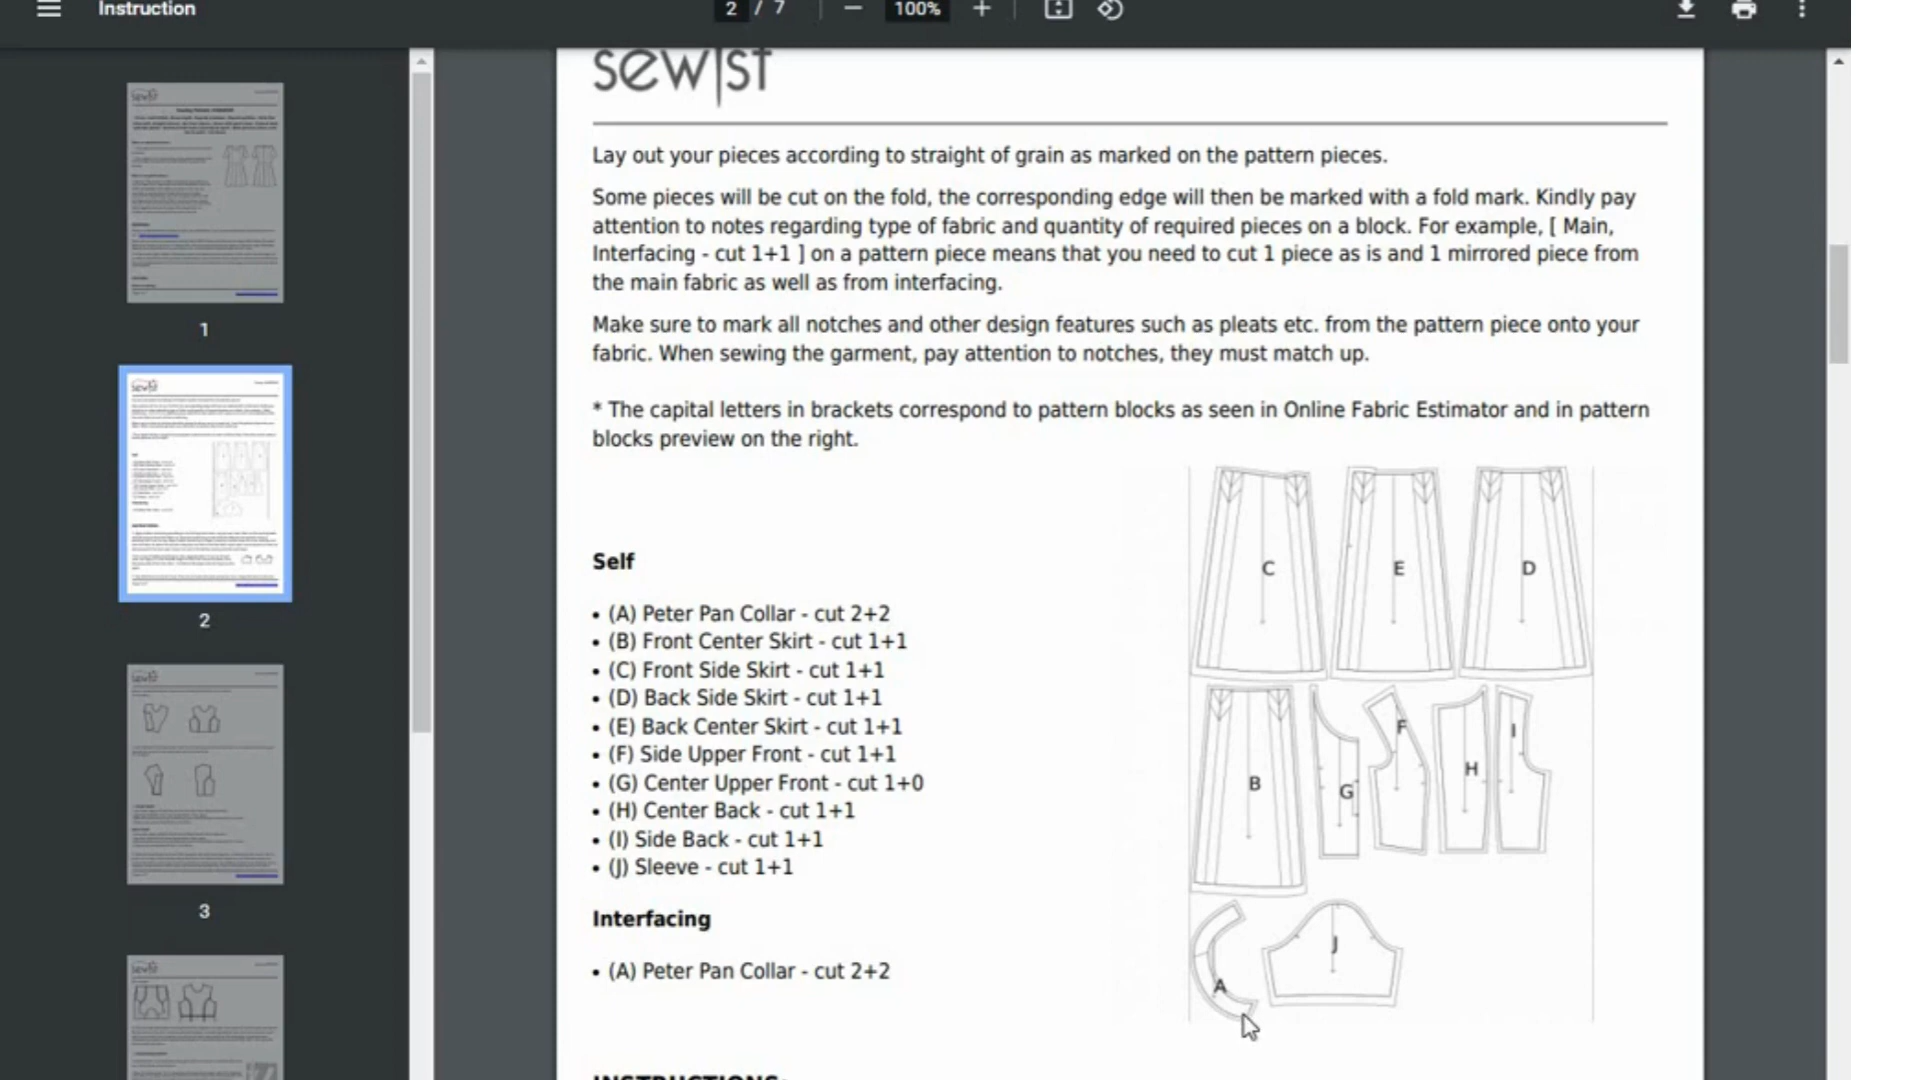 Instruction
2 / 7
100%
sew|st
Lay out your pieces according to straight of grain as marked on the pattern pieces.
Some pieces will be cut on the fold, the corresponding edge will then be marked with a fold mark. Kindly pay
attention to notes regarding type of fabric and quantity of required pieces on a block. For example, [ Main,
Interfacing - cut 1+1 ] on a pattern piece means that you need to cut 1 piece as is and 1 mirrored piece from
the main fabric as well as from interfacing.
Make sure to mark all notches and other design features such as pleats etc. from the pattern piece onto your
fabric. When sewing the garment, pay attention to notches, they must match up.
* The capital letters in brackets correspond to pattern blocks as seen in Online Fabric Estimator and in pattern
blocks preview on the right.
Self
• (A) Peter Pan Collar - cut 2+2
• (B) Front Center Skirt - cut 1+1
• (C) Front Side Skirt - cut 1+1
• (D) Back Side Skirt - cut 1+1
• (E) Back Center Skirt - cut 1+1
• (F) Side Upper Front - cut 1+1
• (G) Center Upper Front - cut 1+0
• (H) Center Back - cut 1+1
• (I) Side Back - cut 1+1
• (J) Sleeve - cut 1+1
Interfacing
• (A) Peter Pan Collar - cut 2+2
INSTRUCTIONS:
C
E
D
B
G
F
H
I
A
J
1
2
3